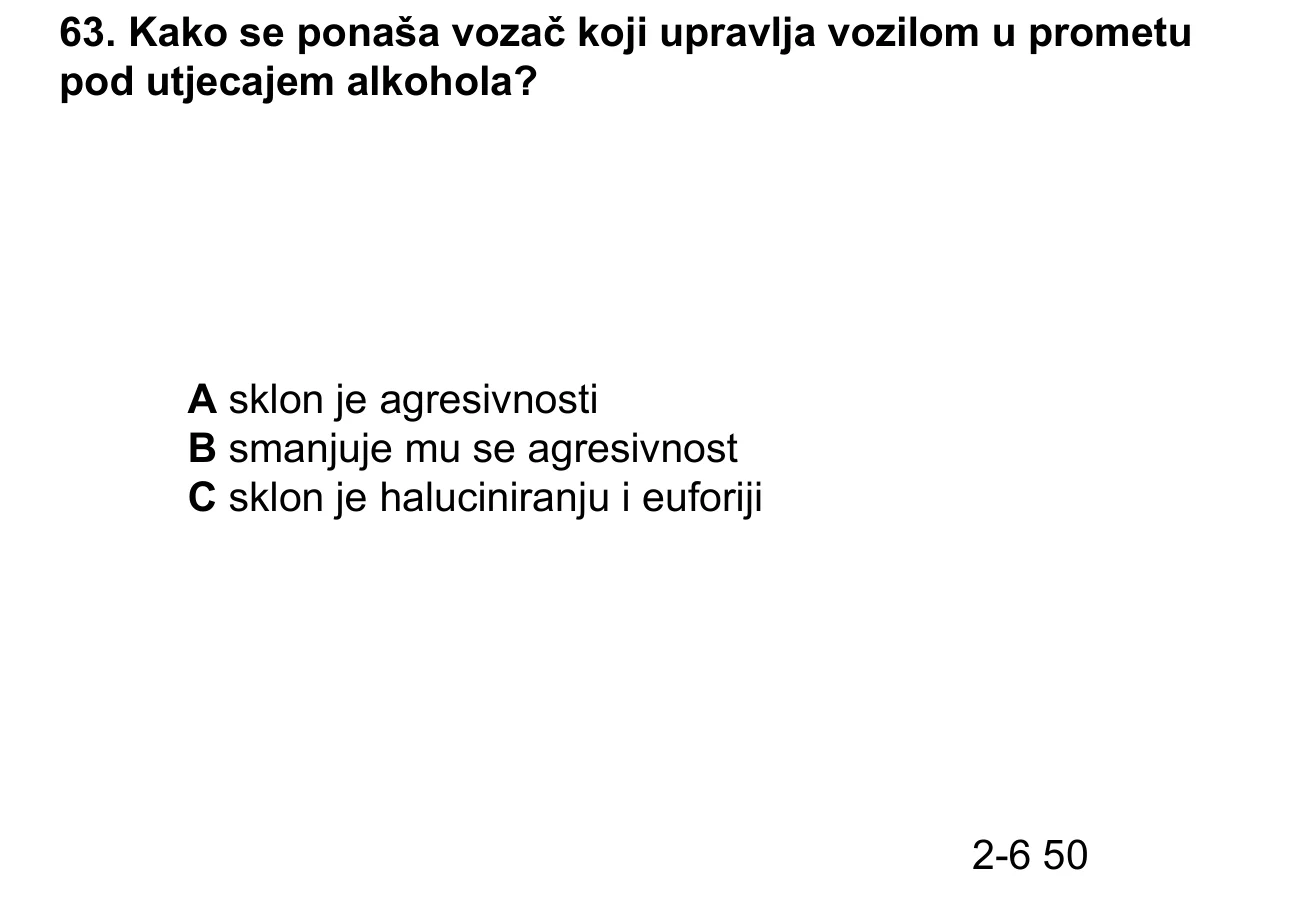 63. Kako se ponaša vozač koji upravlja vozilom u prometu
pod utjecajem alkohola?
A sklon je agresivnosti
B smanjuje mu se agresivnost
C sklon je haluciniranju i euforiji
2-6 50